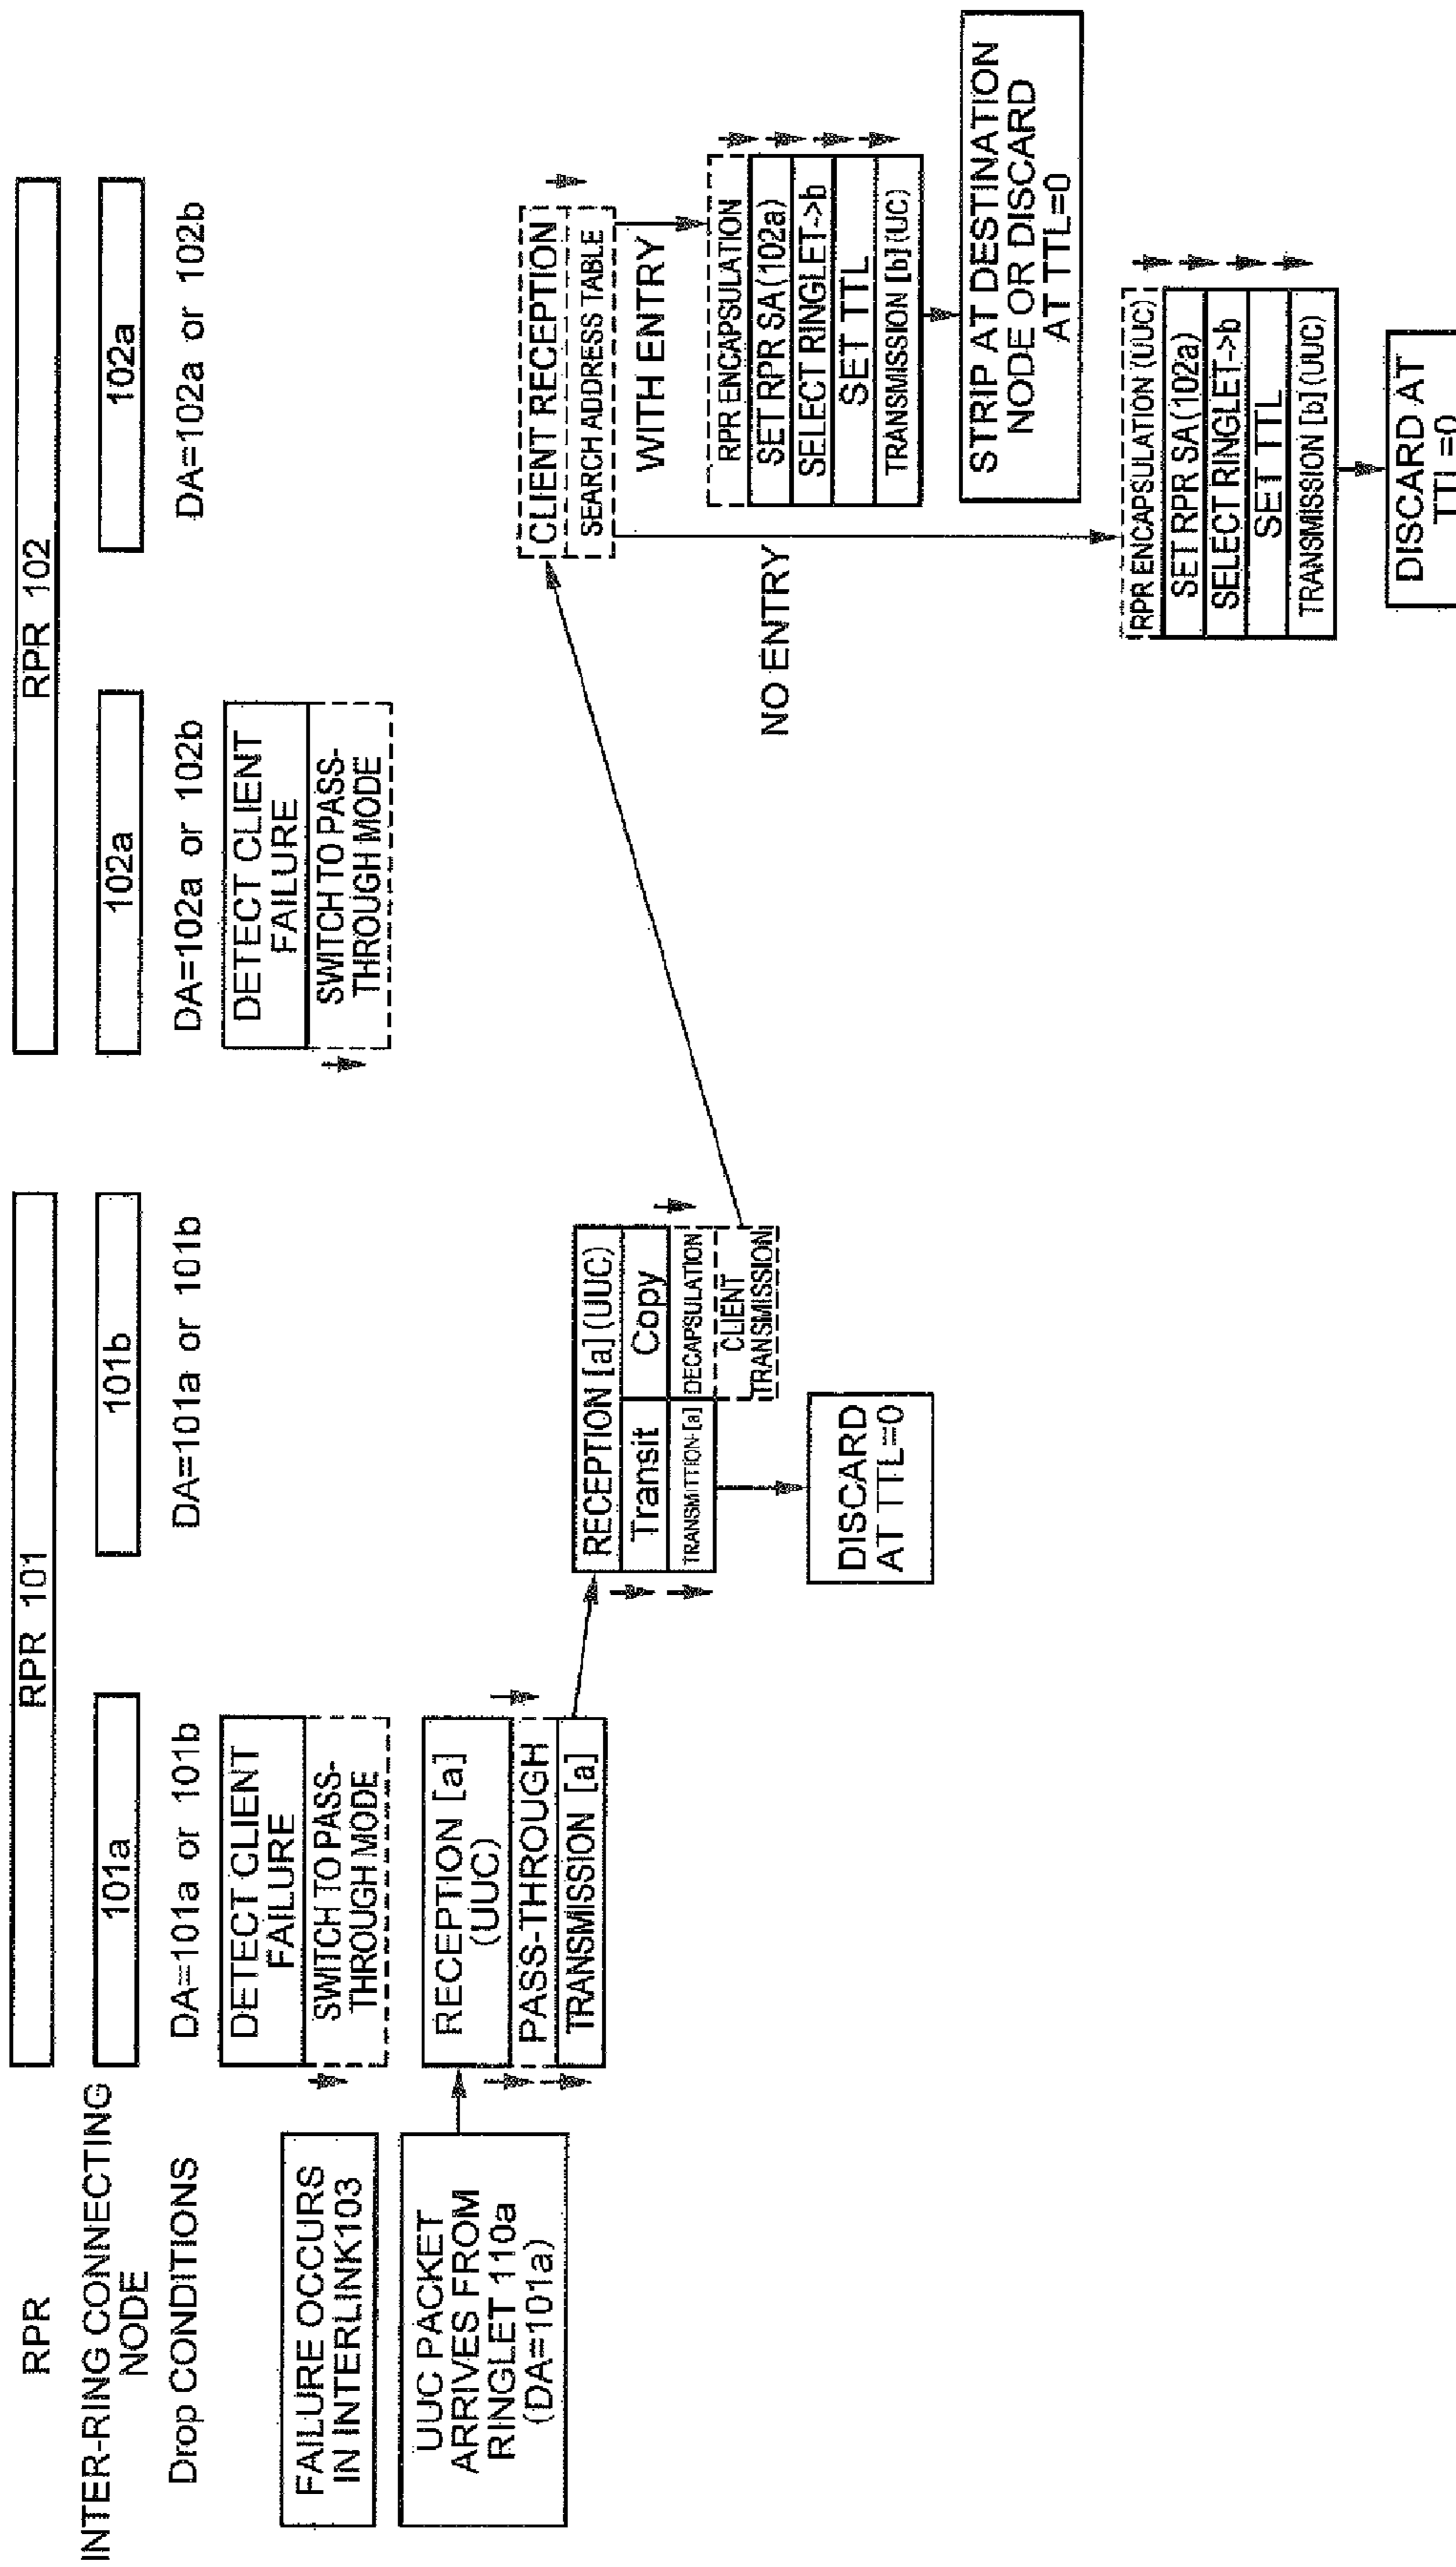 RPR
RPR 101
RPR 102
INTER-RING CONNECTING
NODE
101a
101b
102a
102a
Drop CONDITIONS
DA=101a or 101b
DA=101a or 101b
DA=102a or 102b
DA=102a or 102b
FAILURE OCCURS
IN INTERLINK103
DETECT CLIENT
FAILURE
SWITCH TO PASS-
THROUGH MODE
DETECT CLIENT
FAILURE
SWITCH TO PASS-
THROUGH MODE
UUC PACKET
ARRIVES FROM
RINGLET 110a
(DA=101a)
RECEPTION [a]
(UUC)
PASS-THROUGH
TRANSMISSION [a]
RECEPTION [a] (UUC)
Transit
Copy
TRANSMITTION [a]
DECAPSULATION
CLIENT
TRANSMISSION
DISCARD
AT TTL=0
CLIENT RECEPTION
SEARCH ADDRESS TABLE
WITH ENTRY
NO ENTRY
RPR ENCAPSULATION
SET RPR SA(102a)
SELECT RINGLET->b
SET TTL
TRANSMISSION [b] (UC)
STRIP AT DESTINATION
NODE OR DISCARD
AT TTL=0
RPR ENCAPSULATION (UUC)
SET RPR SA(102a)
SELECT RINGLET->b
SET TTL
TRANSMISSION [b] (UUC)
DISCARD AT
TTL=0